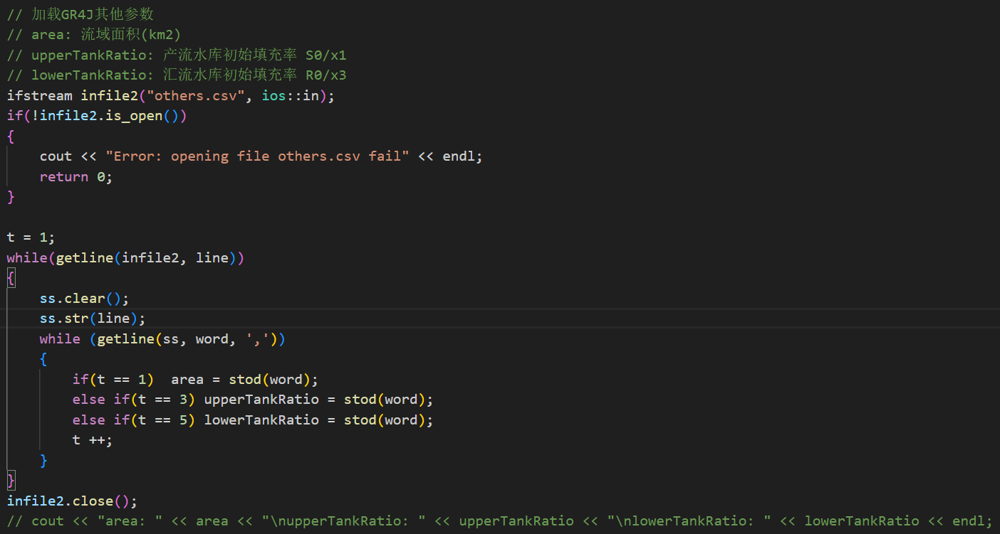 // 加载GR4J其他参数
// area: 流域面积(km2)
// upperTankRatio: 产流水库初始填充率 S0/x1
// lowerTankRatio: 汇流水库初始填充率 R0/x3
ifstream infile2("others.csv", ios::in);
if(!infile2.is_open())
{
    cout << "Error: opening file others.csv fail" << endl;
    return 0;
}

t = 1;
while(getline(infile2, line))
{
    ss.clear();
    ss.str(line);
    while (getline(ss, word, ','))
    {
        if(t == 1)  area = stod(word);
        else if(t == 3) upperTankRatio = stod(word);
        else if(t == 5) lowerTankRatio = stod(word);
        t ++;
    }
}
infile2.close();
// cout << "area: " << area << "\nupperTankRatio: " << upperTankRatio << "\nlowerTankRatio: " << lowerTankRatio << endl;